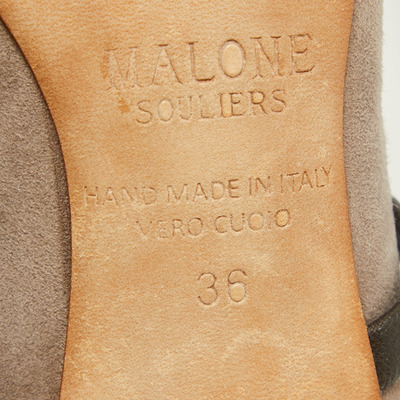 MALONE
SOULIERS
HAND MADE IN ITALY
VERO CUOIO
36